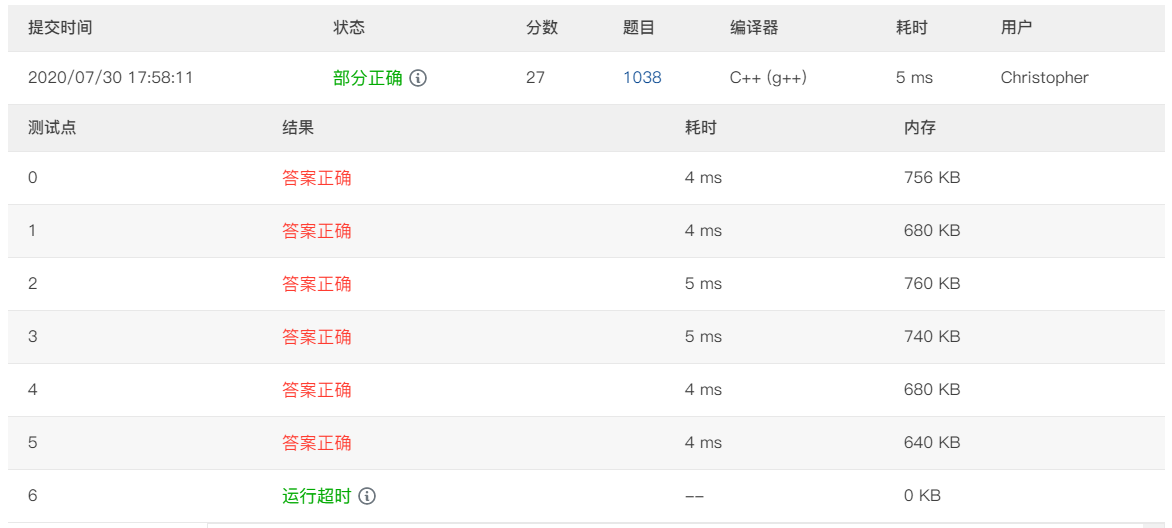 提交时间 状态 分数 题目 编译器 耗时 用户
2020/07/30 17:58:11 部分正确 27 1038 C++ (g++) 5 ms Christopher
测试点 结果 耗时 内存
0 答案正确 4 ms 756 KB
1 答案正确 4 ms 680 KB
2 答案正确 5 ms 760 KB
3 答案正确 5 ms 740 KB
4 答案正确 4 ms 680 KB
5 答案正确 4 ms 640 KB
6 运行超时 -- 0 KB